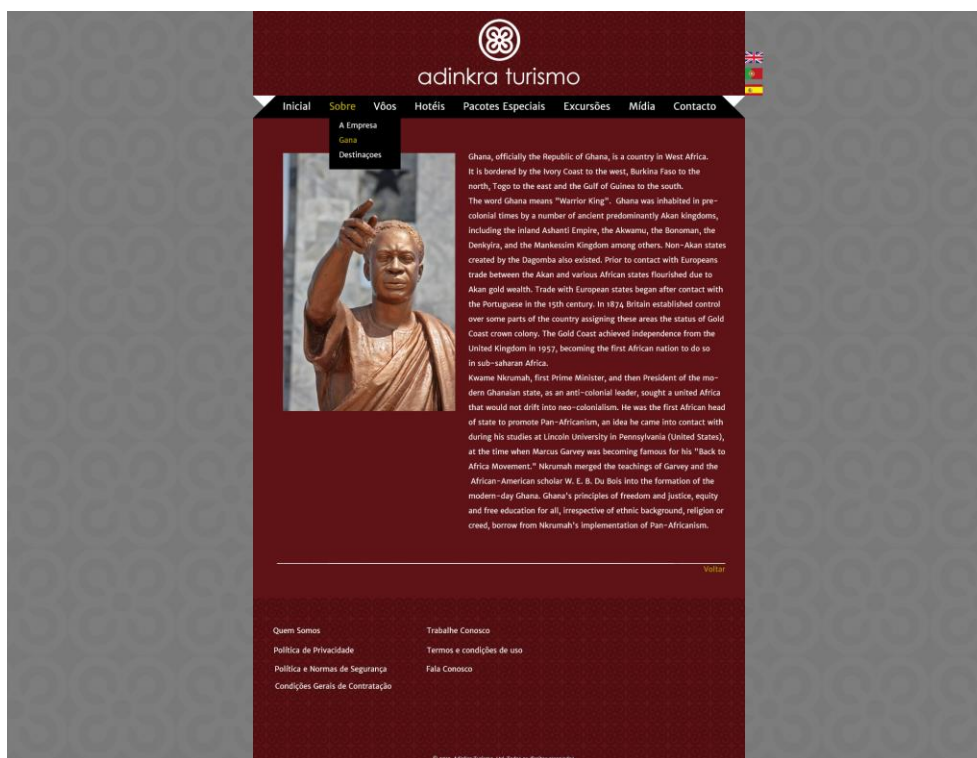 adinkra turismo
Inicial Sobre Vôos Hotéis Pacotes Especiais Excursões Mídia Contacto
A Empresa
Gana
Destinaçoes
Ghana, officially the Republic of Ghana, is a country in West Africa.
It is bordered by the Ivory Coast to the west, Burkina Faso to the
north, Togo to the east and the Gulf of Guinea to the south.
The word Ghana means "Warrior King". Ghana was inhabited in pre-
colonial times by a number of ancient predominantly Akan kingdoms,
including the inland Ashanti Empire, the Akwamu, the Bonoman, the
Denkyira, and the Mankessim Kingdom among others. Non-Akan states
created by the Dagomba also existed. Prior to contact with Europeans
trade between the Akan and various African states flourished due to
Akan gold wealth. Trade with European states began after contact with
the Portuguese in the 15th century. In 1874 Britain established control
over some parts of the country assigning these areas the status of Gold
Coast crown colony. The Gold Coast achieved independence from the
United Kingdom in 1957, becoming the first African nation to do so
in sub-saharan Africa.
Kwame Nkrumah, first Prime Minister, and then President of the mo-
dern Ghanaian state, as an anti-colonial leader, sought a united Africa
that would not drift into neo-colonialism. He was the first African head
of state to promote Pan-Africanism, an idea he came into contact with
during his studies at Lincoln University in Pennsylvania (United States),
at the time when Marcus Garvey was becoming famous for his "Back to
Africa Movement." Nkrumah merged the teachings of Garvey and the
African-American scholar W. E. B. Du Bois into the formation of the
modern-day Ghana. Ghana's principles of freedom and justice, equity
and free education for all, irrespective of ethnic background, religion or
creed, borrow from Nkrumah's implementation of Pan-Africanism.
Voltar
Quem Somos
Trabalhe Conosco
Política de Privacidade
Termos e condições de uso
Política e Normas de Segurança
Fala Conosco
Condições Gerais de Contratação